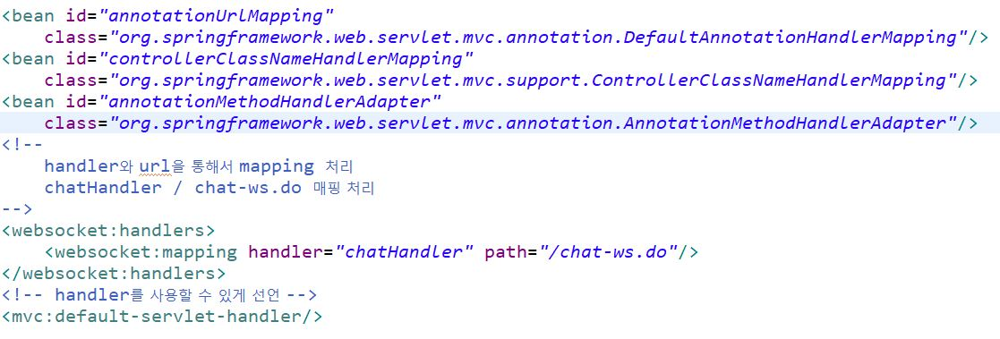 <bean id="annotationUrlMapping"
class="org.springframework.web.servlet.mvc.annotation.DefaultAnnotationHandlerMapping"/>
<bean id="controllerClassNameHandlerMapping"
class="org.springframework.web.servlet.mvc.support.ControllerClassNameHandlerMapping"/>
<bean id="annotationMethodHandlerAdapter"
class="org.springframework.web.servlet.mvc.annotation.AnnotationMethodHandlerAdapter"/>
<!--
handler와 url을 통해서 mapping 처리
chatHandler / chat-ws.do 매핑 처리
-->
<websocket:handlers>
<websocket:mapping handler="chatHandler" path="/chat-ws.do"/>
</websocket:handlers>
<!-- handler를 사용할 수 있게 선언 -->
<mvc:default-servlet-handler/>